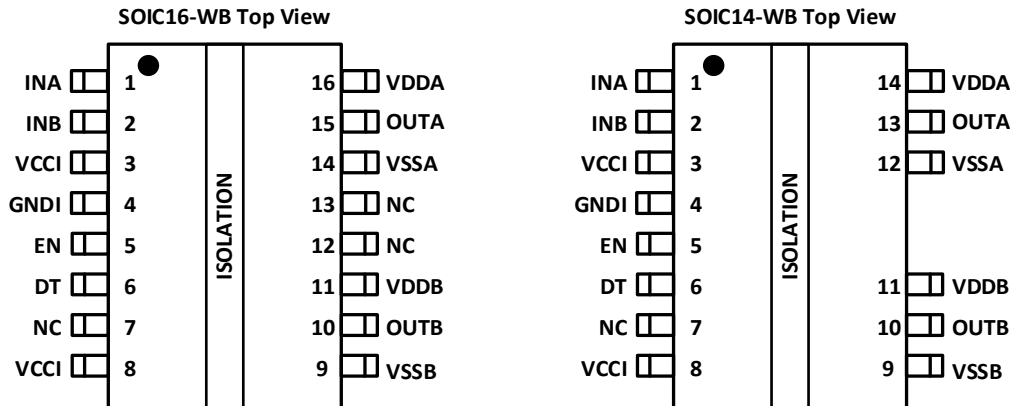 SOIC16-WB Top View
INA 1 16 VDDA
INB 2 15 OUTA
VCCI 3 14 VSSA
GNDI 4 13 NC
EN 5 12 NC
DT 6 11 VDDB
NC 7 10 OUTB
VCCI 8 9 VSSB
ISOLATION
SOIC14-WB Top View
INA 1 14 VDDA
INB 2 13 OUTA
VCCI 3 12 VSSA
GNDI 4
EN 5
DT 6 11 VDDB
NC 7 10 OUTB
VCCI 8 9 VSSB
ISOLATION